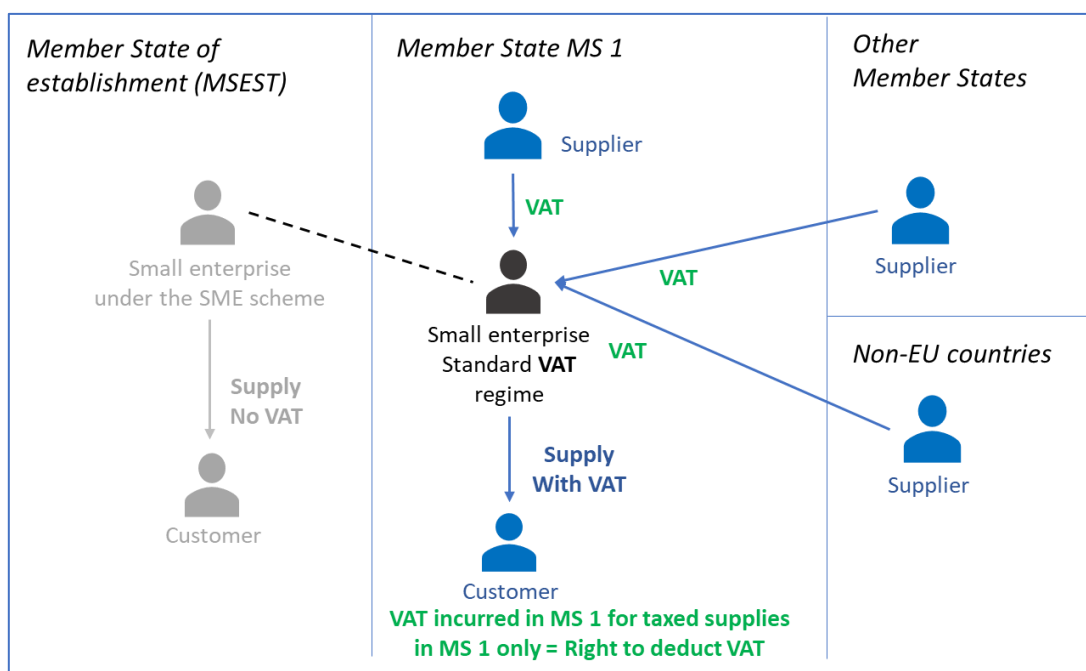 Member State of
establishment (MSEST)
Small enterprise
under the SME scheme
Supply
No VAT
Customer
Member State MS 1
Supplier
VAT
VAT
VAT
Small enterprise
Standard VAT
regime
Supply
With VAT
Customer
VAT incurred in MS 1 for taxed supplies
in MS 1 only = Right to deduct VAT
Other
Member States
Supplier
Non-EU countries
Supplier